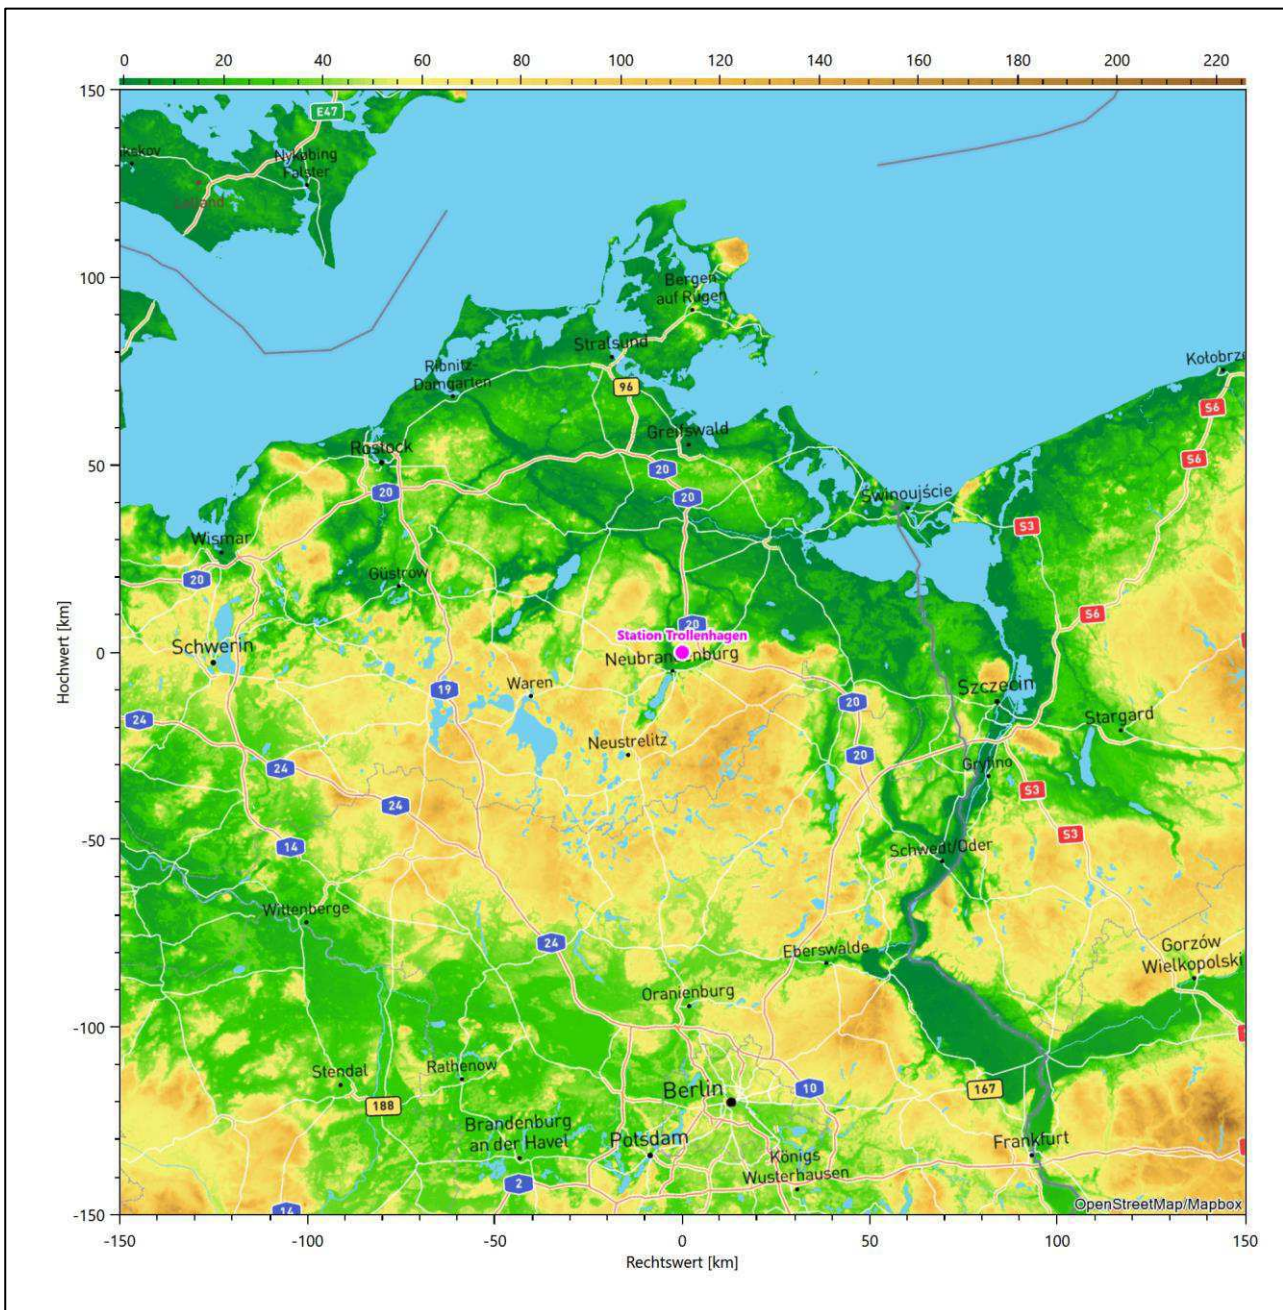 0 20 40 60 80 100 120 140 160 180 200 220
150
E47
Nykøbing
Falster
Lolland
100
Bergen
auf Rügen
Stralsund
Ribnitz-
Damgarten
96
S6
Greifswald
50
Rostock
S6
20
20
20
Świnoujście
S3
Wismar
20
Güstrow
S6
20
Station Trollenhagen
Hochwert [km]
0
Schwerin
Neubrandenburg
Szczecin
Waren
19
20
24
Stargard
Neustrelitz
20
24
Gryfino
S3
24
S3
-50
14
Schwedt/Oder
Wittenberge
24
Eberswalde
Gorzów
Wielkopolski
Oranienburg
-100
Stendal
Rathenow
Berlin
10
167
188
Brandenburg
an der Havel
Potsdam
Frankfurt
Königs
Wusterhausen
2
14
OpenStreetMap/Mapbox
-150
-150 -100 -50 0 50 100 150
Rechtswert [km]